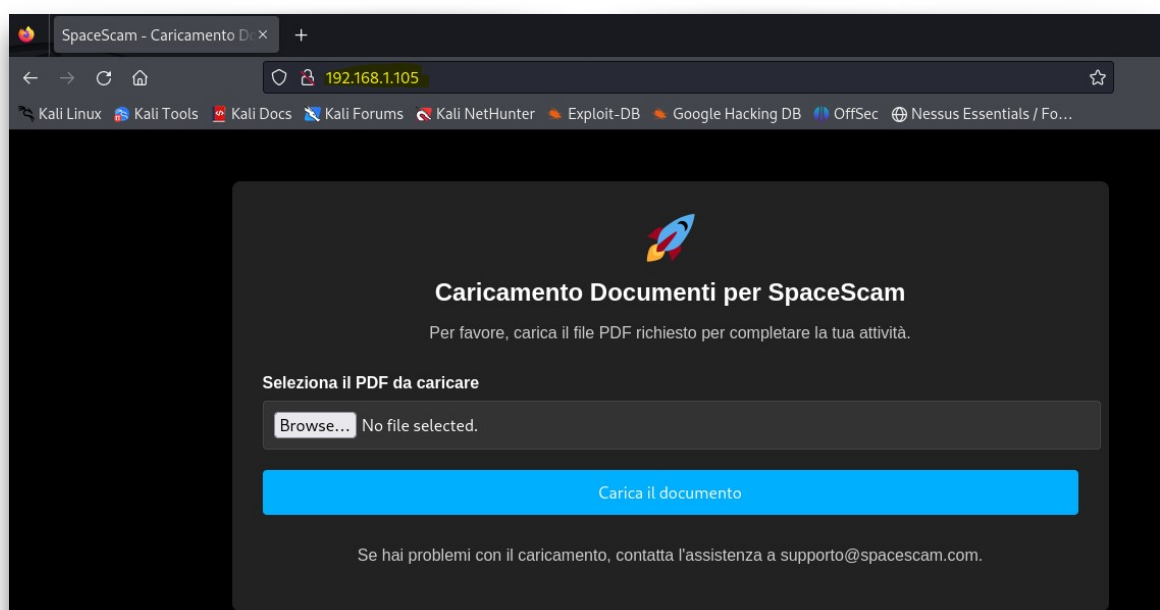 SpaceScam - Caricamento Do
192.168.1.105
Kali Linux Kali Tools Kali Docs Kali Forums Kali NetHunter Exploit-DB Google Hacking DB OffSec Nessus Essentials / Fo...
Caricamento Documenti per SpaceScam
Per favore, carica il file PDF richiesto per completare la tua attività.
Seleziona il PDF da caricare
Browse... No file selected.
Carica il documento
Se hai problemi con il caricamento, contatta l'assistenza a supporto@spacescam.com.